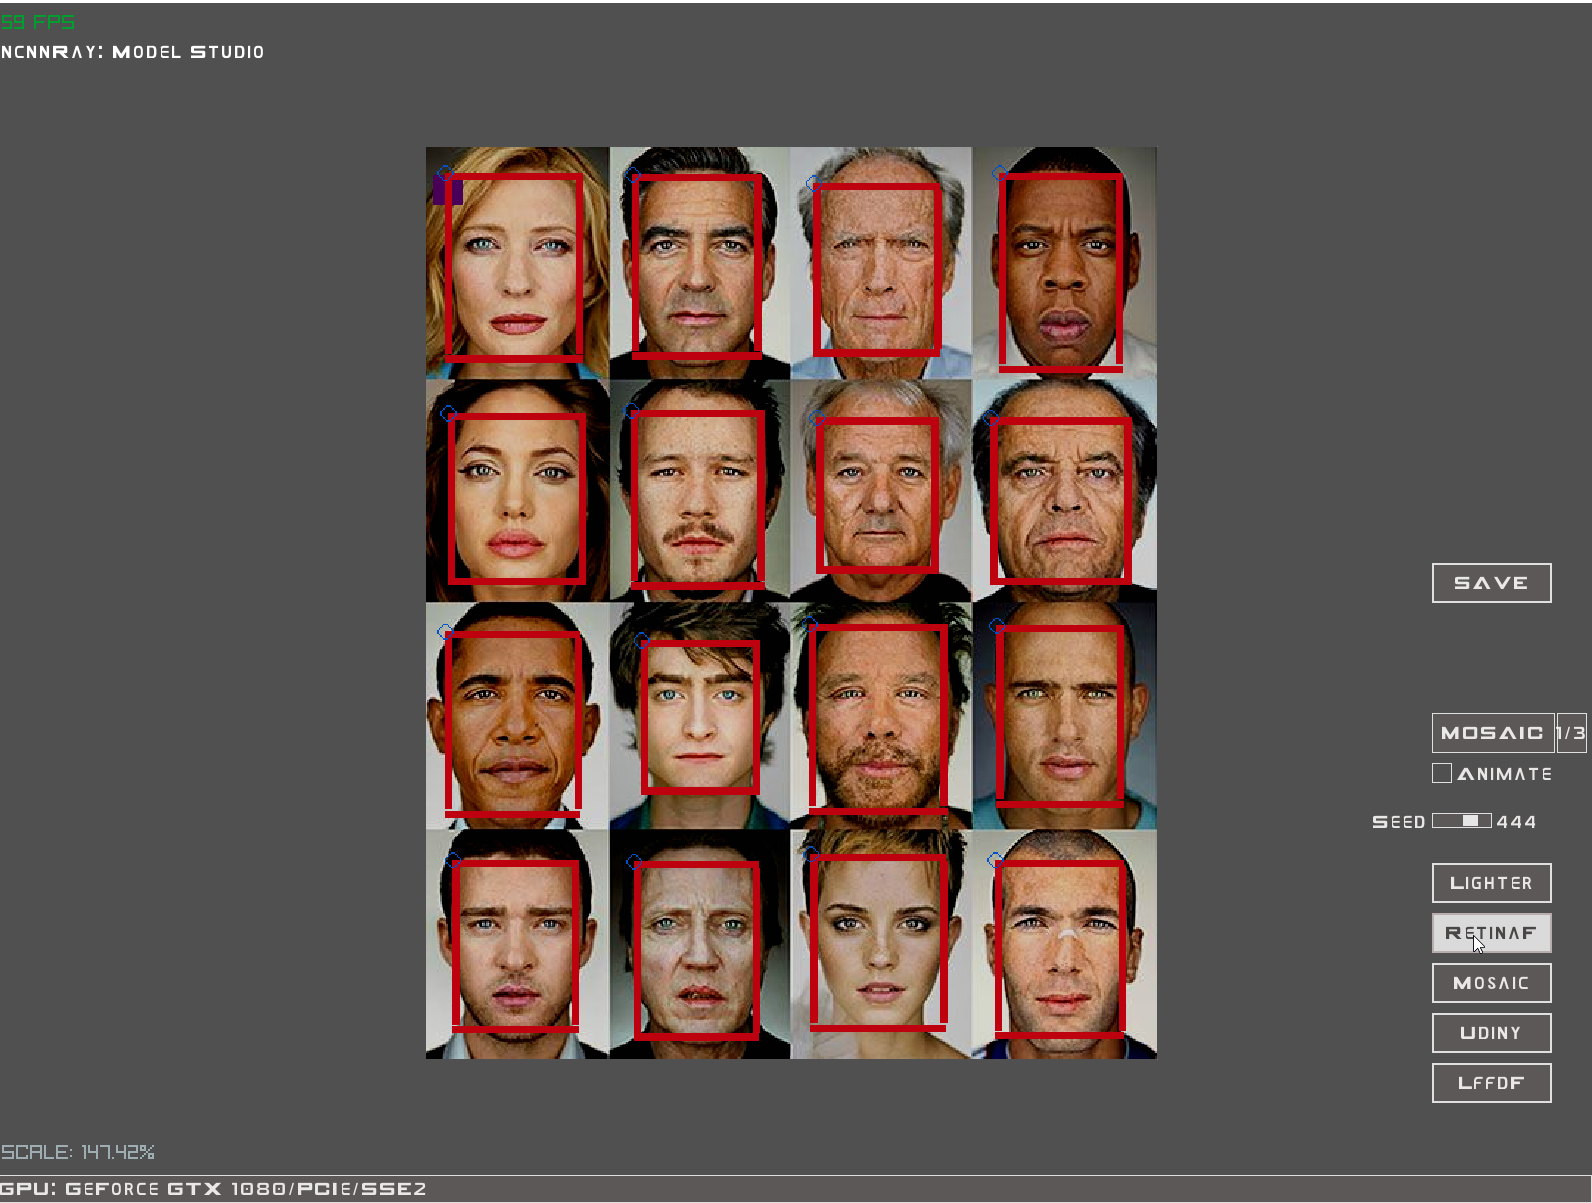 59 FPS
ncnnRay: Model Studio
SAVE
MOSAIC 1/3
Animate
Seed 444
Lighter
RetinaF
Mosaic
Udiny
LffdF
SCALE: 147.42%
GPU: GeForce GTX 1080/PCIe/SSE2